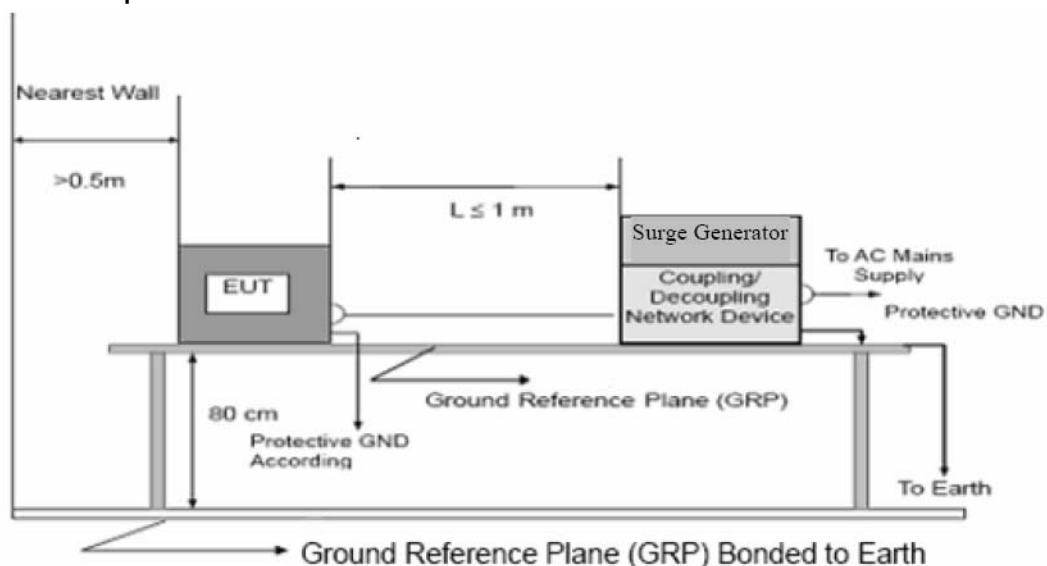 Nearest Wall
>0.5m
L ≤ 1 m
Surge Generator
EUT
Coupling/
Decoupling
Network Device
To AC Mains
Supply
Protective GND
Ground Reference Plane (GRP)
80 cm
Protective GND
According
To Earth
Ground Reference Plane (GRP) Bonded to Earth